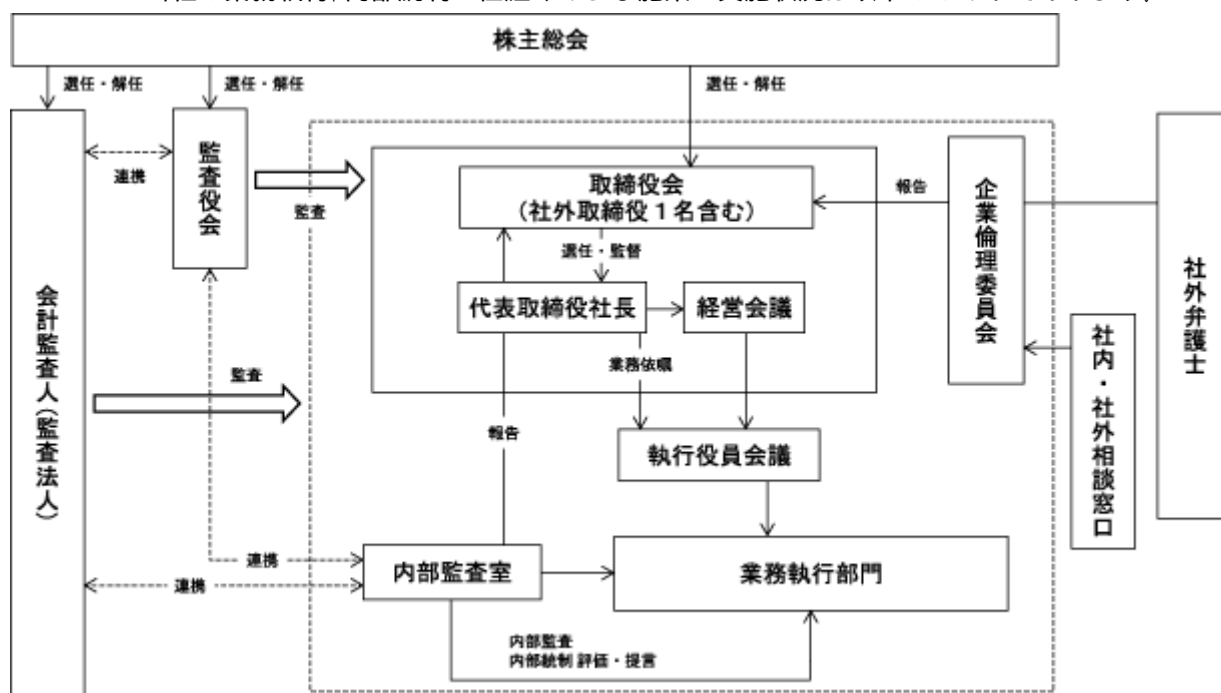 株主総会
選任・解任
選任・解任
選任・解任
監査役会
連携
監査
取締役会
(社外取締役1名含む)
報告
企業倫理委員会
社外弁護士
選任・監督
代表取締役社長
経営会議
業務依嘱
会計監査人(監査法人)
監査
報告
執行役員会議
社内・社外相談窓口
連携
連携
内部監査室
業務執行部門
内部監査
内部統制 評価・提言